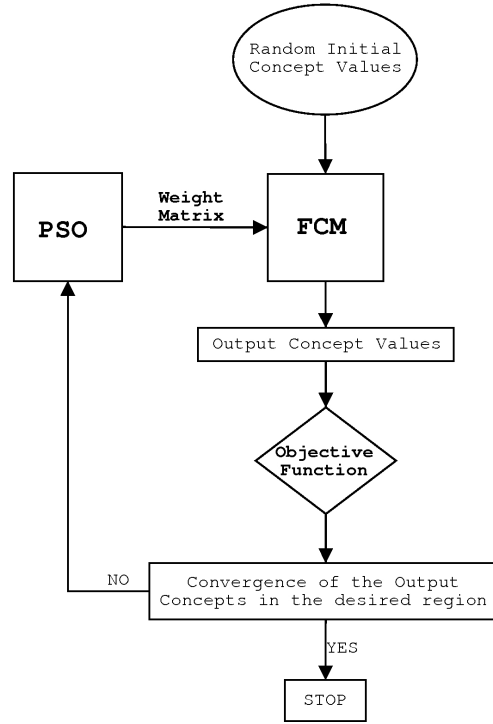 Random Initial
Concept Values
Weight
Matrix
PSO
FCM
Output Concept Values
Objective
Function
NO
Convergence of the Output
Concepts in the desired region
YES
STOP